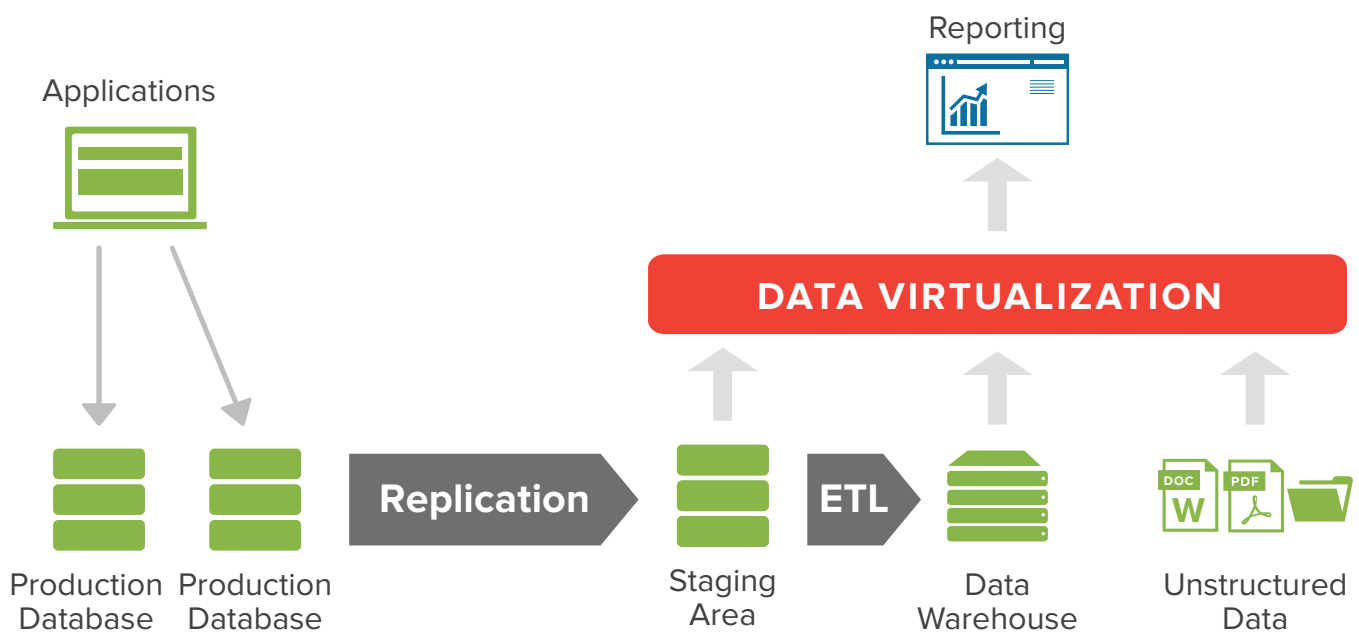 Reporting
Applications
DATA VIRTUALIZATION
Replication
ETL
DOC
W
PDF
Production
Database
Production
Database
Staging
Area
Data
Warehouse
Unstructured
Data